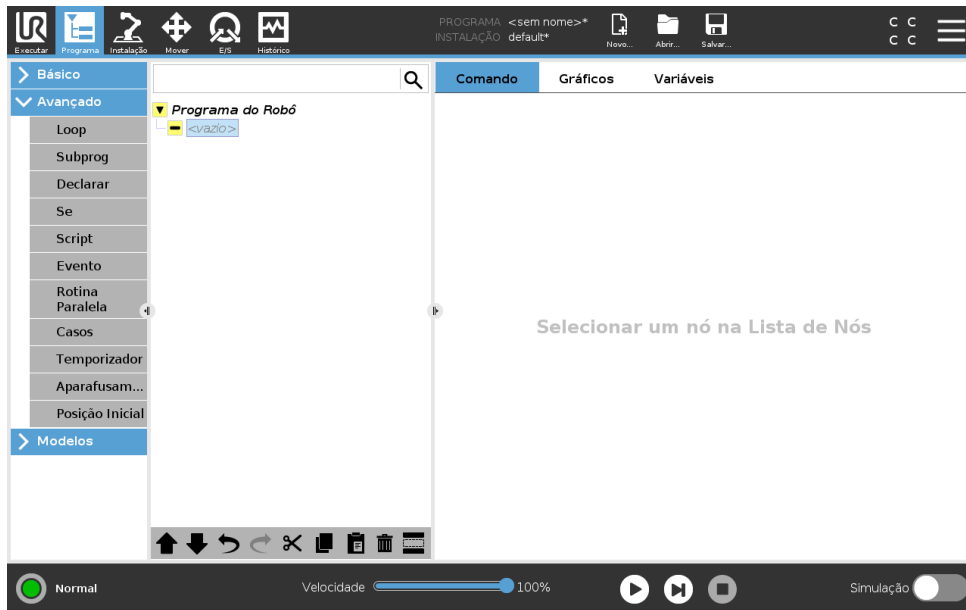 UR
PROGRAMA <sem nome>*
INSTALAÇÃO default*
C C
C C
Executar Programa Instalação Mover E/S Histórico Novo... Abrir... Salvar...
Básico
Avançado
Loop
Subprog
Declarar
Se
Script
Evento
Rotina
Paralela
Casos
Temporizador
Aparafusam...
Posição Inicial
Modelos
Programa do Robô
<vazio>
Comando Gráficos Variáveis
Selecionar um nó na Lista de Nós
Normal Velocidade 100% Simulação